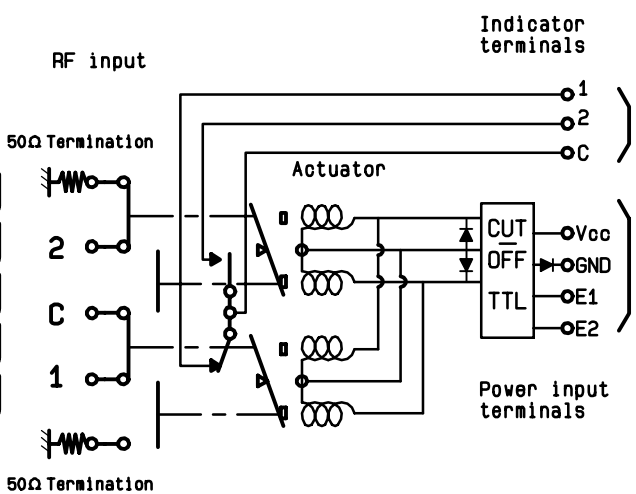 Indicator
terminals
RF input
1
2
C
50Ω Termination
Actuator
2
C
1
CUT
OFF
TTL
Vcc
GND
E1
E2
Power input
terminals
50Ω Termination